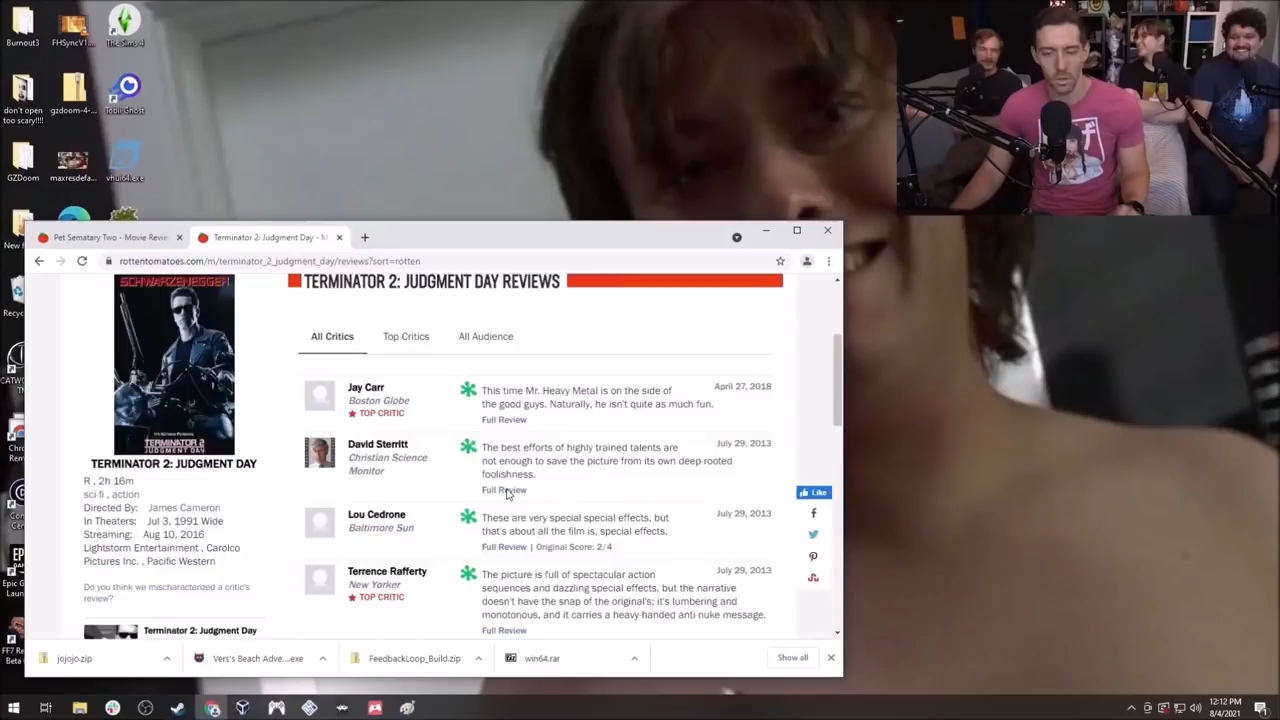 Burnout3
FHSyncV1...
The Sims 4
don't open
too scary!!!!
gzdoom-4-...
Tobii Ghost
GZDoom
maxresdefa...
vhui64.exe
Pet Sematary Two - Movie Revie
Terminator 2: Judgment Day - M
rottentomatoes.com/m/terminator_2_judgment_day/reviews?sort=rotten
SCHWARZENEGGER
TERMINATOR 2
JUDGMENT DAY
TERMINATOR 2: JUDGMENT DAY
R , 2h 16m
sci-fi , action
Directed By: James Cameron
In Theaters: Jul 3, 1991 Wide
Streaming: Aug 10, 2016
Lightstorm Entertainment , Carolco
Pictures Inc. , Pacific Western
Do you think we mischaracterized a critic's
review?
Terminator 2: Judgment Day
TERMINATOR 2: JUDGMENT DAY REVIEWS
All Critics
Top Critics
All Audience
Jay Carr
Boston Globe
TOP CRITIC
This time Mr. Heavy Metal is on the side of
the good guys. Naturally, he isn't quite as much fun.
Full Review
April 27, 2018
David Sterritt
Christian Science
Monitor
The best efforts of highly trained talents are
not enough to save the picture from its own deep-rooted
foolishness.
Full Review
July 29, 2013
Lou Cedrone
Baltimore Sun
These are very special special effects, but
that's about all the film is, special effects.
Full Review | Original Score: 2/4
July 29, 2013
Terrence Rafferty
New Yorker
TOP CRITIC
The picture is full of spectacular action
sequences and dazzling special effects, but the narrative
doesn't have the snap of the original's: it's lumbering and
monotonous, and it carries a heavy-handed anti-nuke message.
Full Review
July 29, 2013
Like
jojojo.zip
Vers's Beach Adve....exe
FeedbackLoop_Build.zip
win64.rar
Show all
12:12 PM
8/4/2021